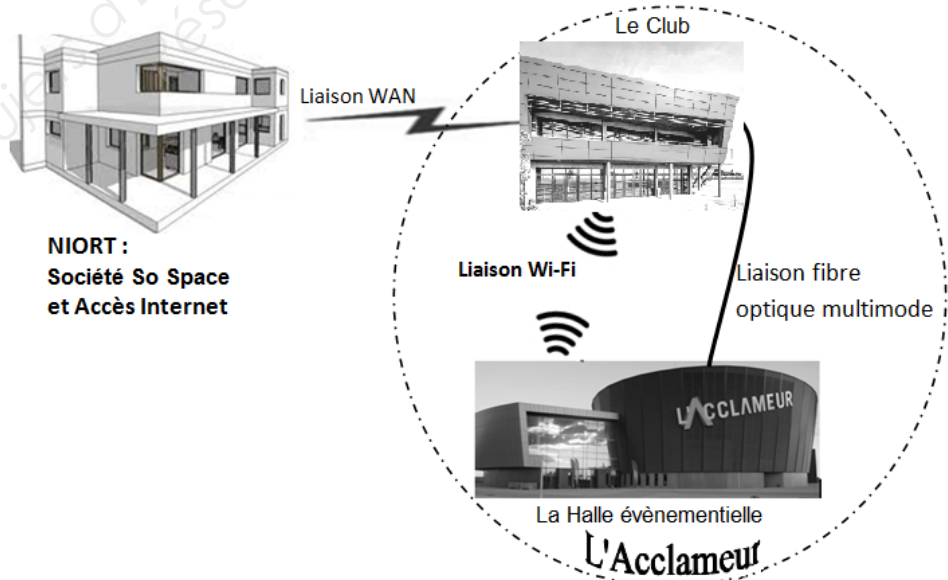 Le Club
Liaison WAN
NIORT :
Société So Space
et Accès Internet
Liaison Wi-Fi
Liaison fibre
optique multimode
L'ACCLAMEUR
La Halle évènementielle
L'Acclameur